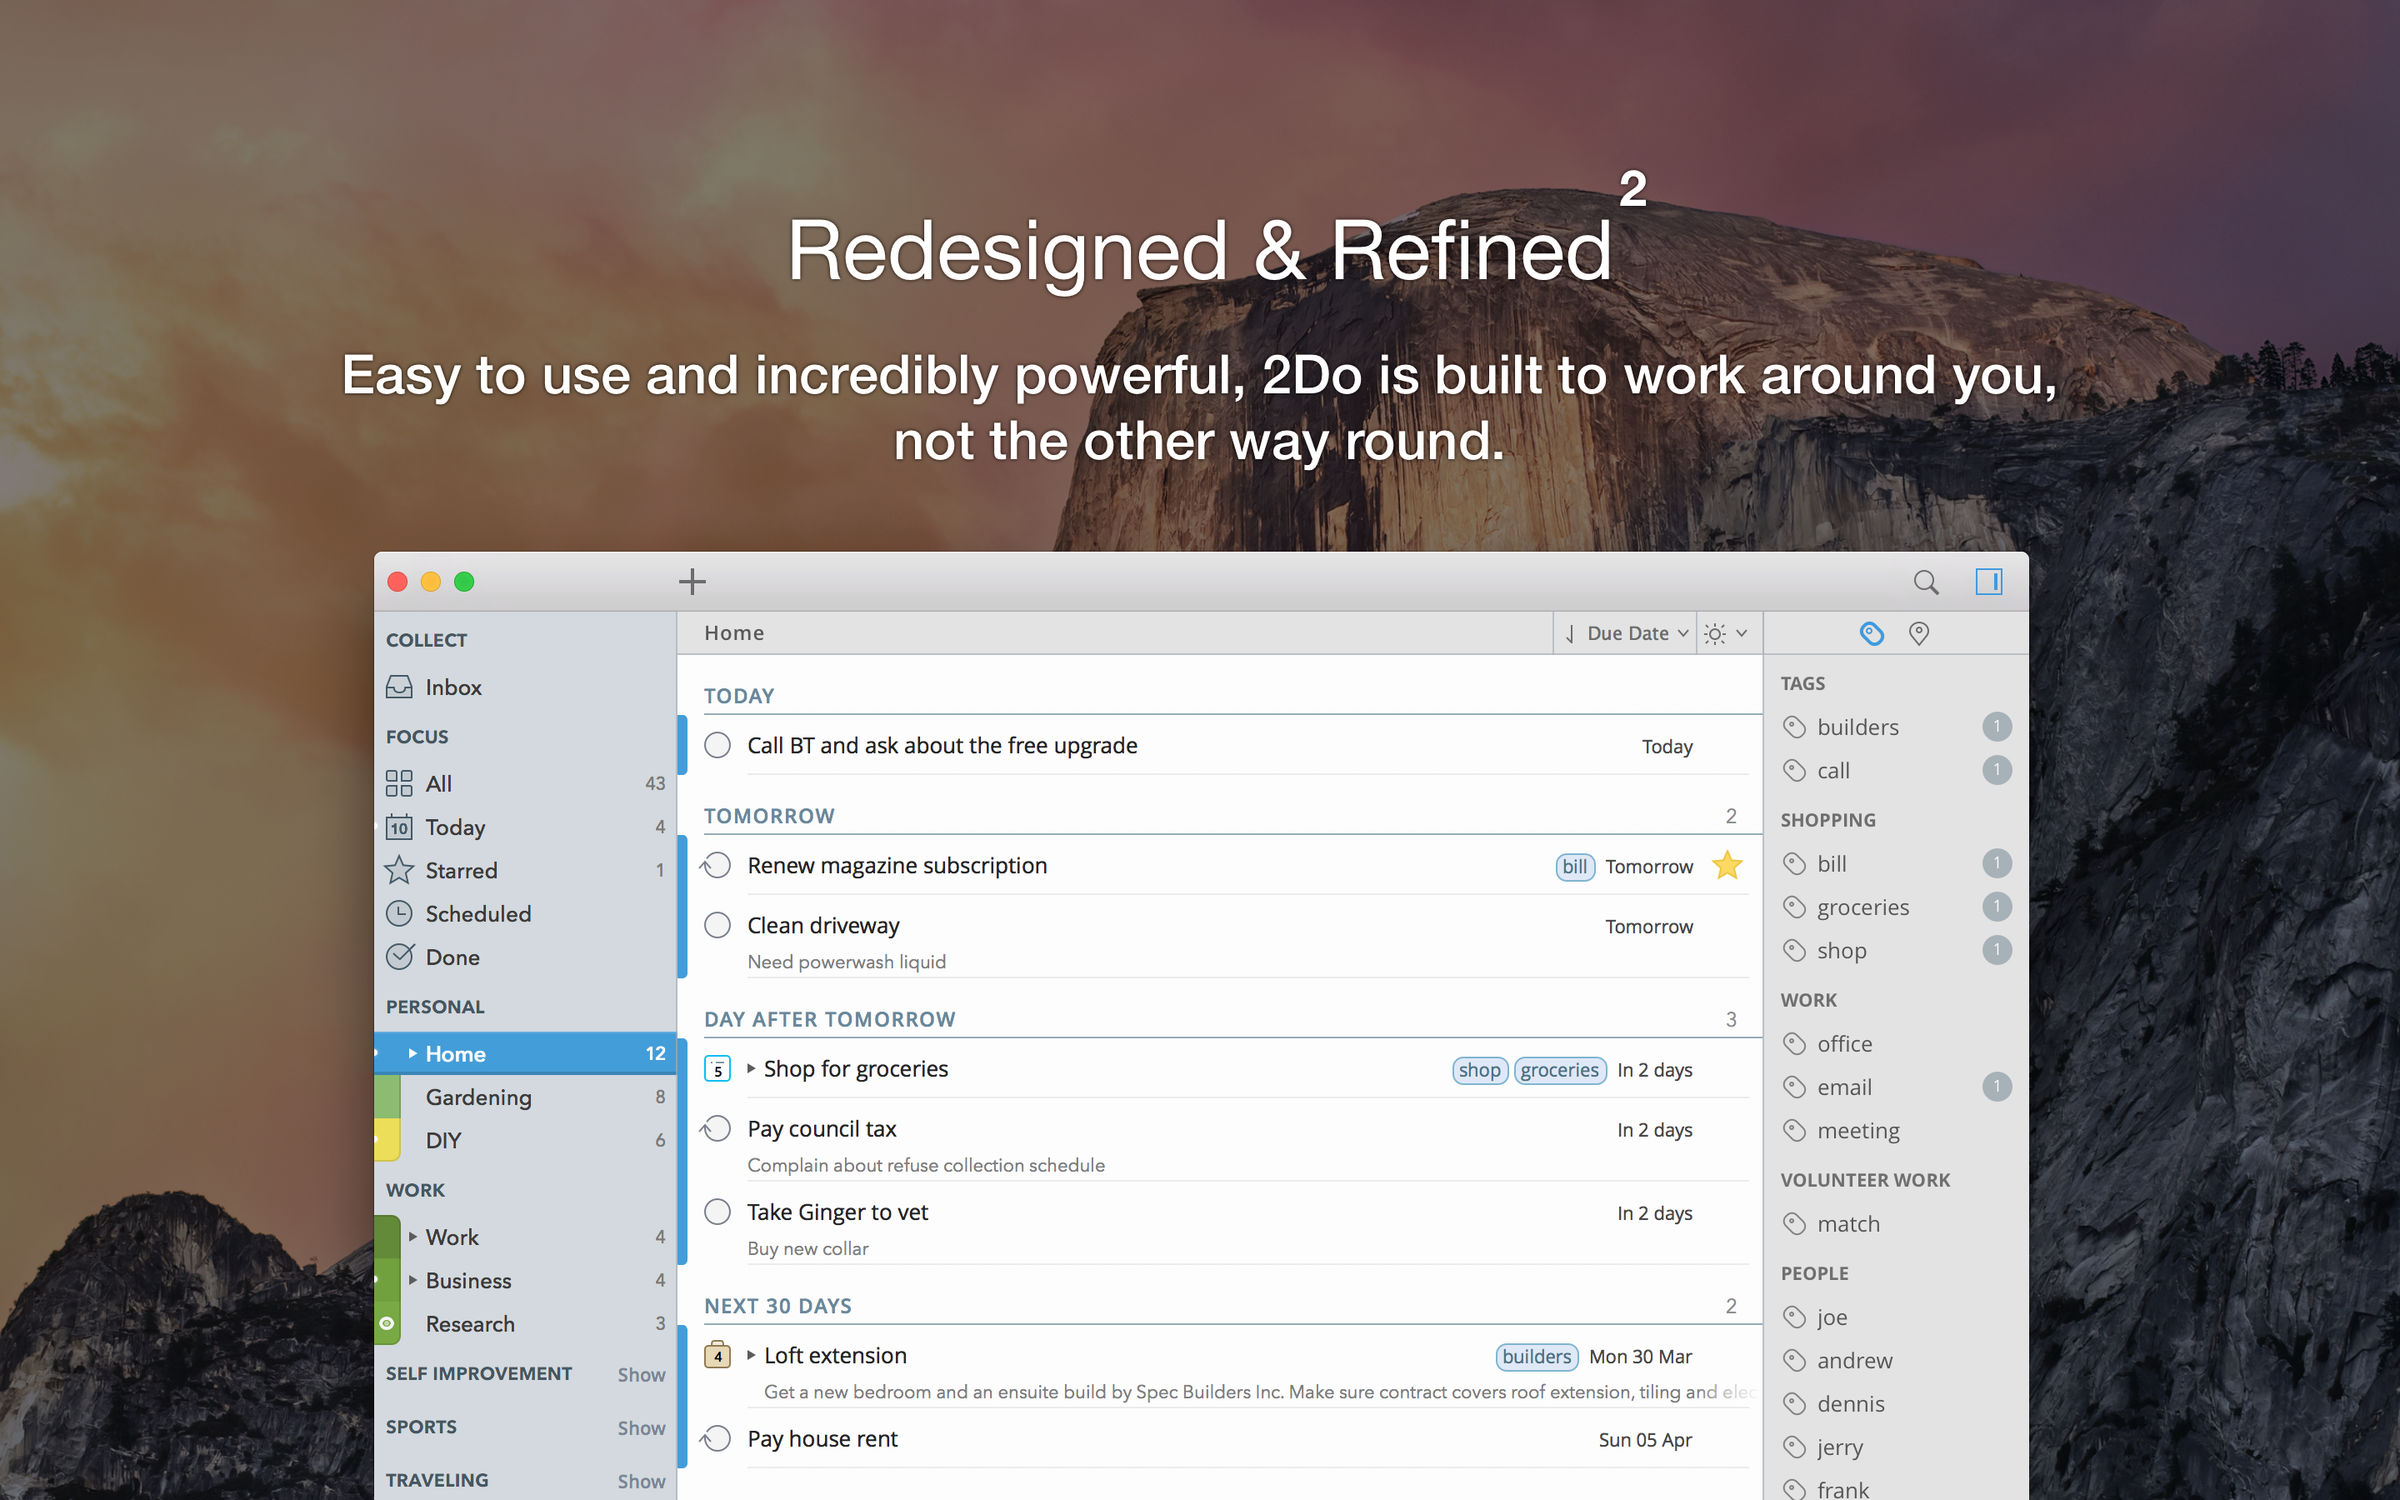 Redesigned & Refined²
Easy to use and incredibly powerful, 2Do is built to work around you,
not the other way round.
COLLECT
Inbox
FOCUS
All 43
10 Today 4
Starred 1
Scheduled
Done
PERSONAL
Home 12
Gardening 8
DIY 6
WORK
Work 4
Business 4
Research 3
SELF IMPROVEMENT Show
SPORTS Show
TRAVELING Show
Home Due Date
TODAY
Call BT and ask about the free upgrade Today
TOMORROW 2
Renew magazine subscription bill Tomorrow
Clean driveway Tomorrow
Need powerwash liquid
DAY AFTER TOMORROW 3
5 Shop for groceries shop groceries In 2 days
Pay council tax In 2 days
Complain about refuse collection schedule
Take Ginger to vet In 2 days
Buy new collar
NEXT 30 DAYS 2
4 Loft extension builders Mon 30 Mar
Get a new bedroom and an ensuite build by Spec Builders Inc. Make sure contract covers roof extension, tiling and elec
Pay house rent Sun 05 Apr
TAGS
builders 1
call 1
SHOPPING
bill 1
groceries 1
shop 1
WORK
office
email 1
meeting
VOLUNTEER WORK
match
PEOPLE
joe
andrew
dennis
jerry
frank